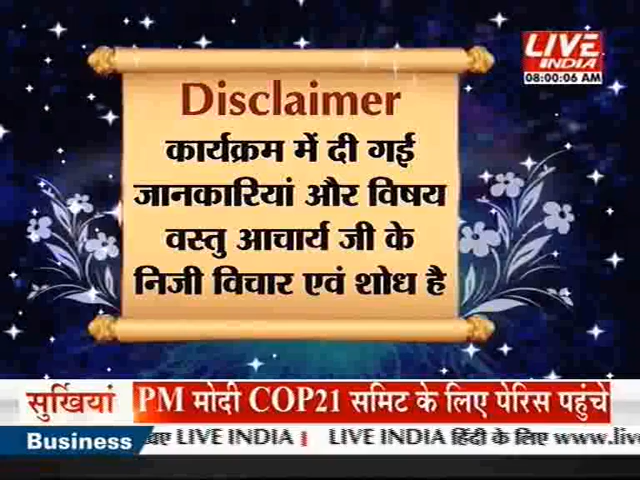 LIVE
INDIA
08:00:06 AM
Disclaimer
कार्यक्रम में दी गई
जानकारियां और विषय
वस्तु आचार्य जी के
निजी विचार एवं शोध है
सुर्खियां PM मोदी COP21 समिट के लिए पेरिस पहुंचे
Business LIVE INDIA | LIVE INDIA हिंदी के लिए www.live